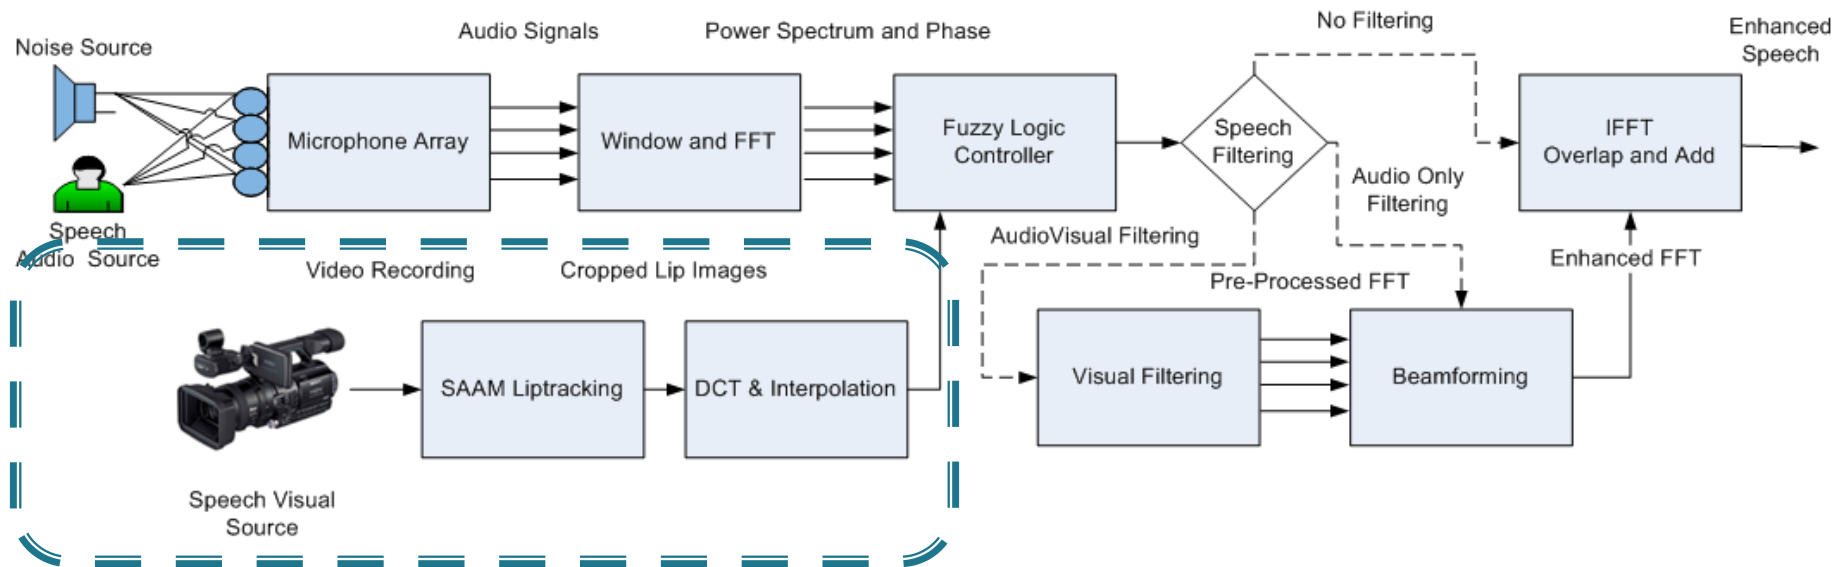 Noise Source
Audio Signals
Power Spectrum and Phase
No Filtering
Enhanced
Speech
Microphone Array
Window and FFT
Fuzzy Logic
Controller
Speech
Filtering
IFFT
Overlap and Add
Audio Only
Filtering
Speech
Audio Source
AudioVisual Filtering
Video Recording
Cropped Lip Images
Pre-Processed FFT
Enhanced FFT
SAAM Liptracking
DCT & Interpolation
Visual Filtering
Beamforming
Speech Visual
Source